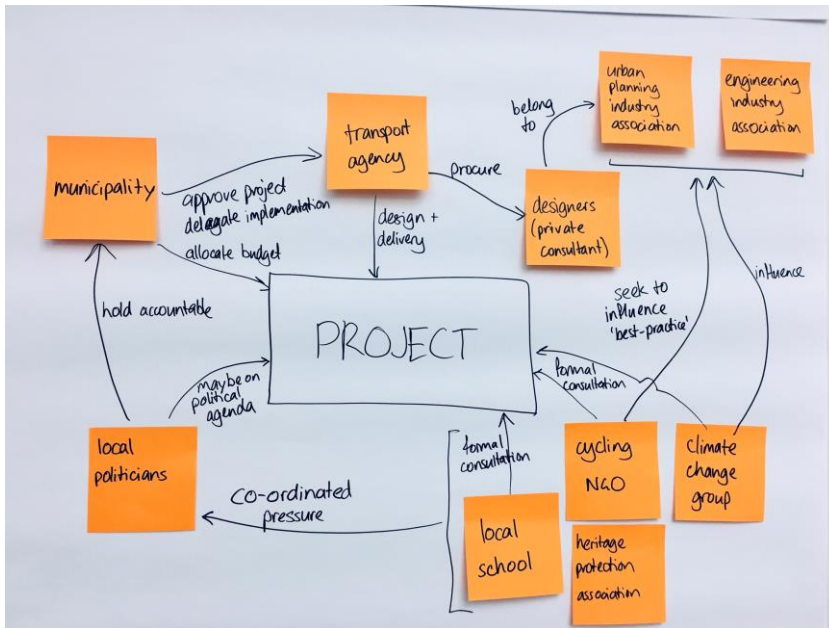 urban
planning
industry
association
engineering
industry
association
belong
to
transport
agency
municipality
approve project
delagate implementation
procure
designers
(private
consultant)
design +
delivery
allocate budget
PROJECT
hold accountable
seek to
influence
'best-practice'
influence
maybe on
political
agenda
formal
consultation
local
politicians
formal
consultation
cycling
NGO
climate
change
group
co-ordinated
pressure
local
school
heritage
protection
association